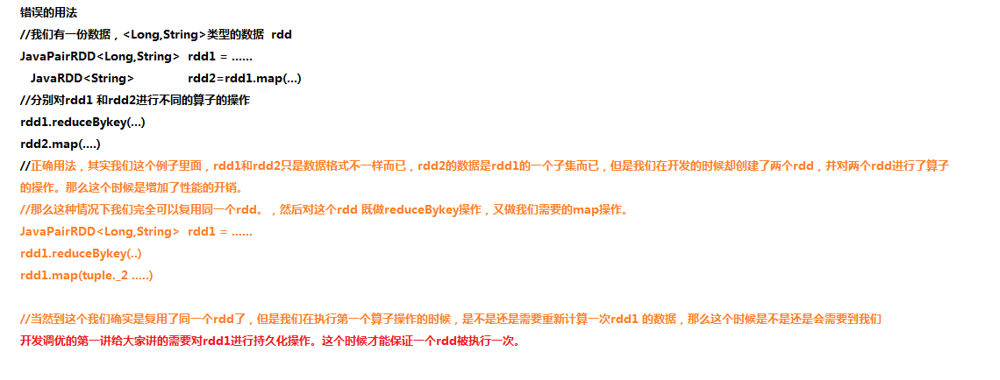 错误的用法
//我们有一份数据，<Long,String>类型的数据 rdd
JavaPairRDD<Long,String> rdd1 = ......
JavaRDD<String> rdd2=rdd1.map(...)
//分别对rdd1 和rdd2进行不同的算子的操作
rdd1.reduceBykey(...)
rdd2.map(....)
//正确用法，其实我们这个例子里面，rdd1和rdd2只是数据格式不一样而已，rdd2的数据是rdd1的一个子集而已，但是我们在开发的时候却创建了两个rdd，并对两个rdd进行了算子
的操作。那么这个时候是增加了性能的开销。
//那么这种情况下我们完全可以复用同一个rdd。，然后对这个rdd 既做reduceBykey操作，又做我们需要的map操作。
JavaPairRDD<Long,String> rdd1 = ......
rdd1.reduceBykey(..)
rdd1.map(tuple._2 .....)
//当然到这个我们确实是复用了同一个rdd了，但是我们在执行第一个算子操作的时候，是不是还是需要重新计算一次rdd1 的数据，那么这个时候是不是还是会需要到我们
开发调优的第一讲给大家讲的需要对rdd1进行持久化操作。这个时候才能保证一个rdd被执行一次。